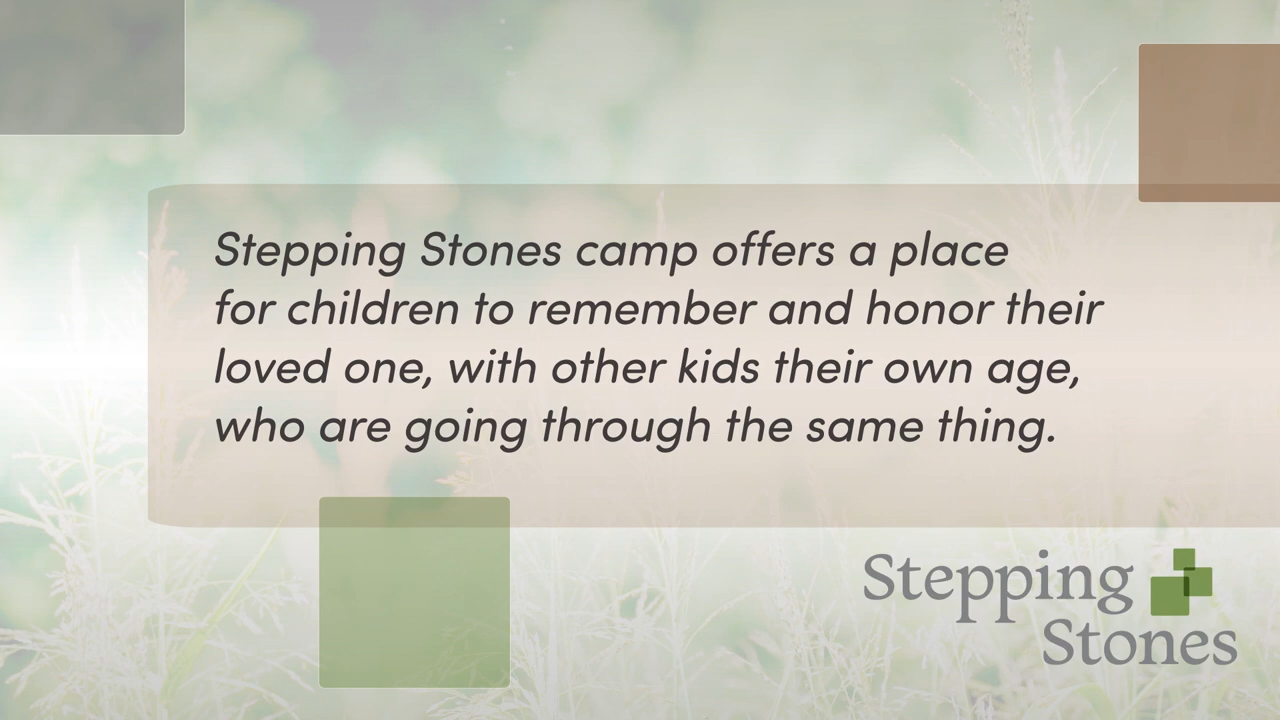 Stepping Stones camp offers a place
for children to remember and honor their
loved one, with other kids their own age,
who are going through the same thing.
Stepping
Stones